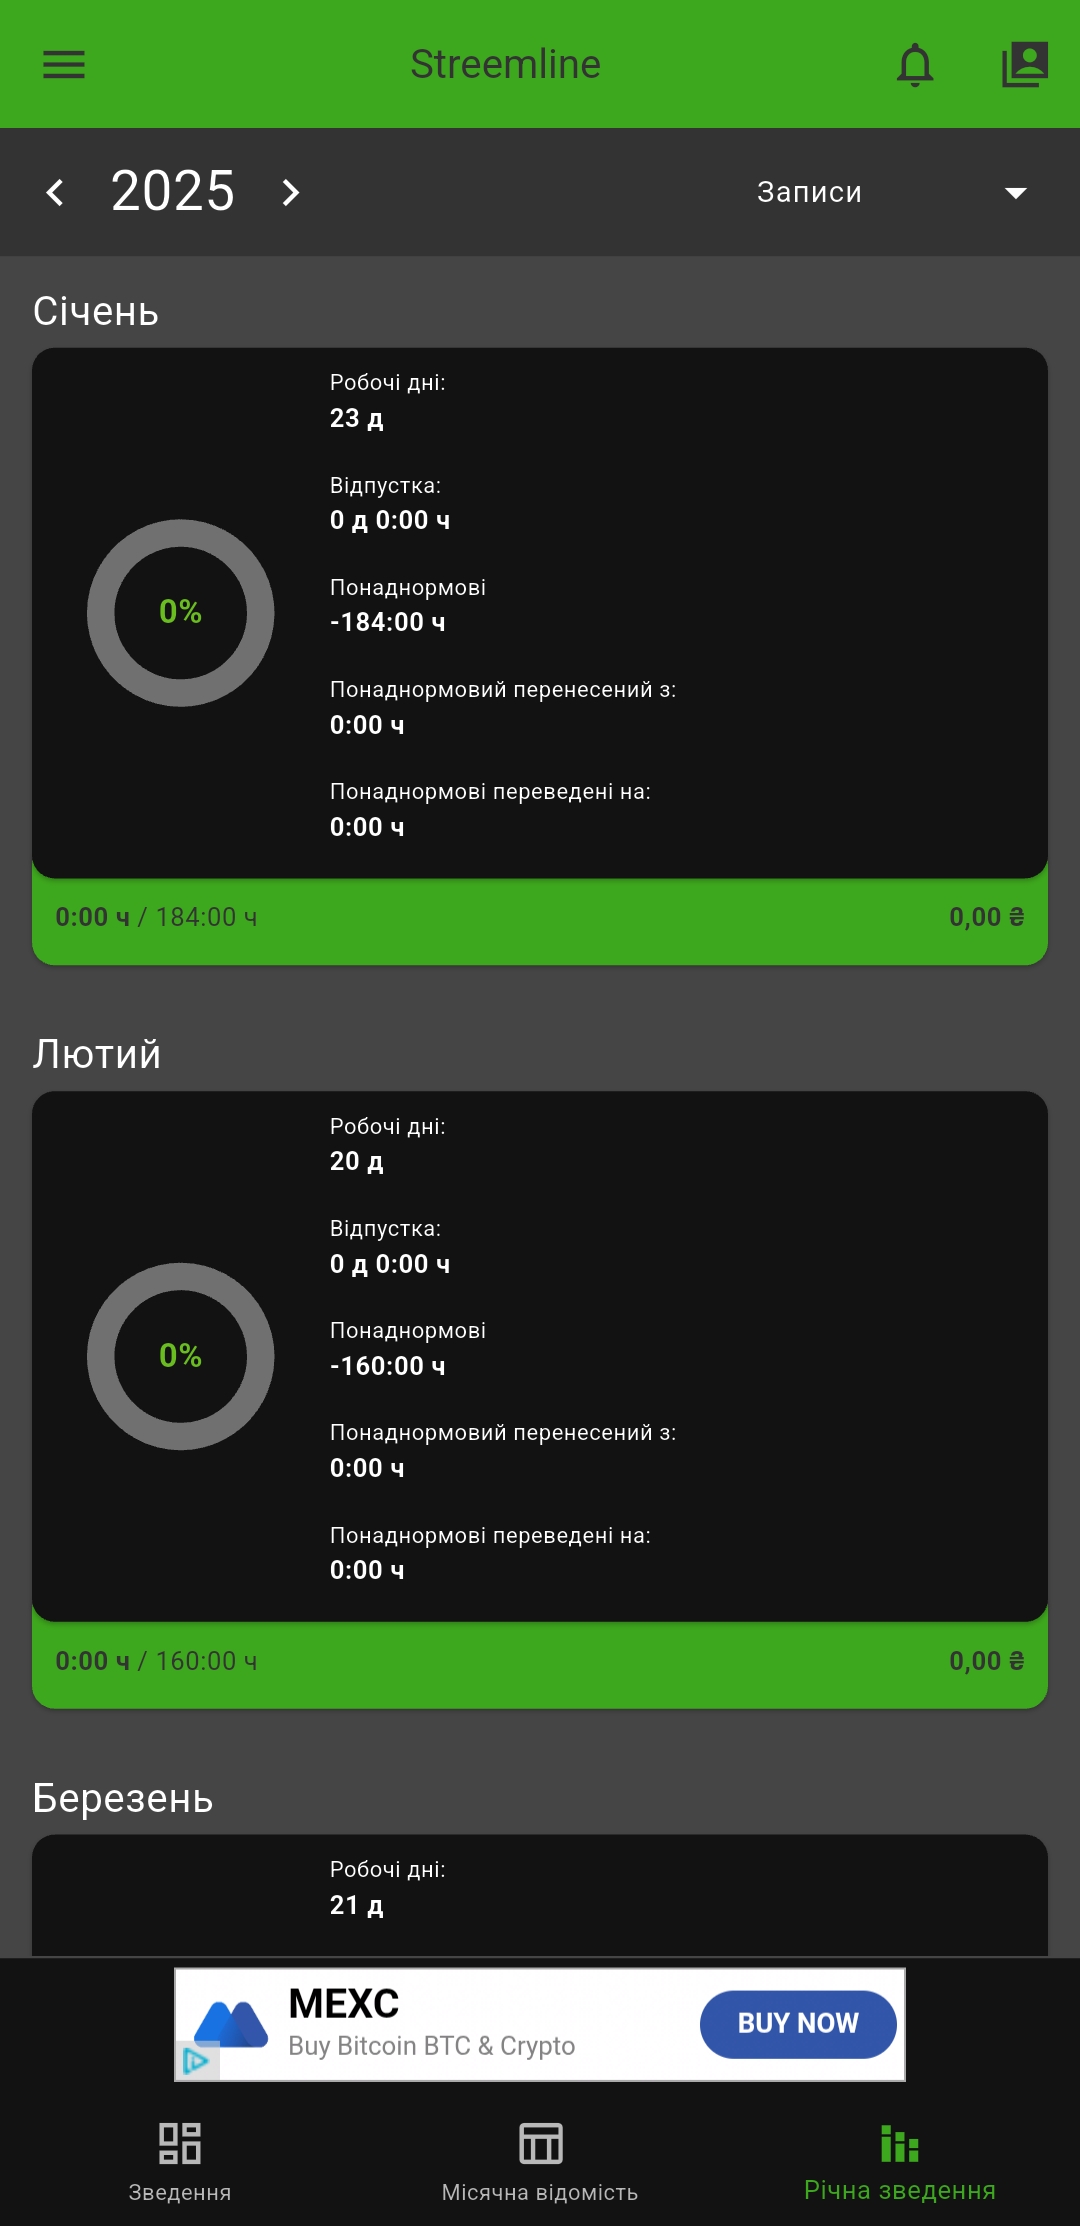 Streemline
2025
Записи
Січень
Робочі дні:
23 д
Відпустка:
0 д 0:00 ч
Понаднормові
-184:00 ч
Понаднормовий перенесений з:
0:00 ч
Понаднормові переведені на:
0:00 ч
0%
0:00 ч / 184:00 ч
0,00 ₴
Лютий
Робочі дні:
20 д
Відпустка:
0 д 0:00 ч
Понаднормові
-160:00 ч
Понаднормовий перенесений з:
0:00 ч
Понаднормові переведені на:
0:00 ч
0%
0:00 ч / 160:00 ч
0,00 ₴
Березень
Робочі дні:
21 д
MEXC
Buy Bitcoin BTC & Crypto
BUY NOW
Зведення
Місячна відомість
Річна зведення